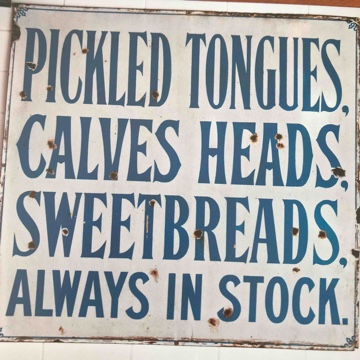 PICKLED TONGUES,
CALVES HEADS,
SWEETBREADS,
ALWAYS IN STOCK.